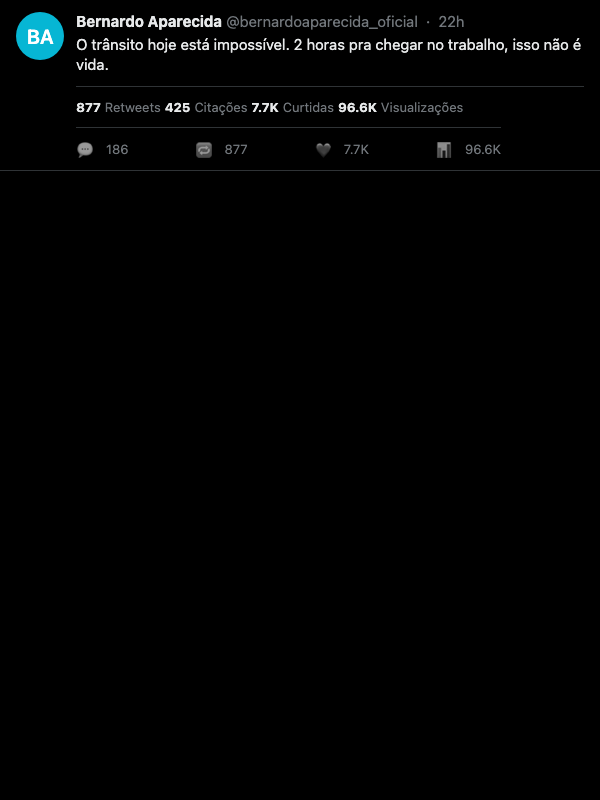 BA
Bernardo Aparecida @bernardoaparecida_oficial · 22h
O trânsito hoje está impossível. 2 horas pra chegar no trabalho, isso não é
vida.
877 Retweets 425 Citações 7.7K Curtidas 96.6K Visualizações
186 877 7.7K 96.6K